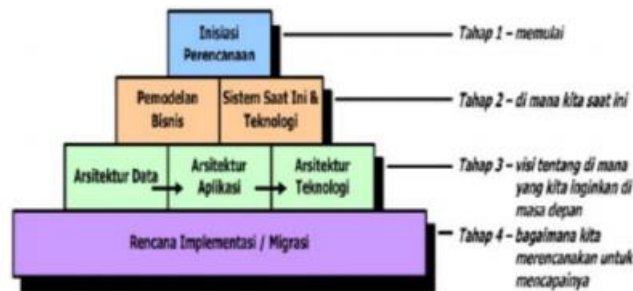 Inisiasi
Perencanaan
Tahap 1 – memulai
Pemodelan
Bisnis
Sistem Saat Ini &
Teknologi
Tahap 2 – di mana kita saat ini
Arsitektur Data
Arsitektur
Aplikasi
Arsitektur
Teknologi
Tahap 3 – visi tentang di mana
yang kita inginkan di
masa depan
Rencana Implementasi / Migrasi
Tahap 4 – bagaimana kita
merencanakan untuk
mencapainya